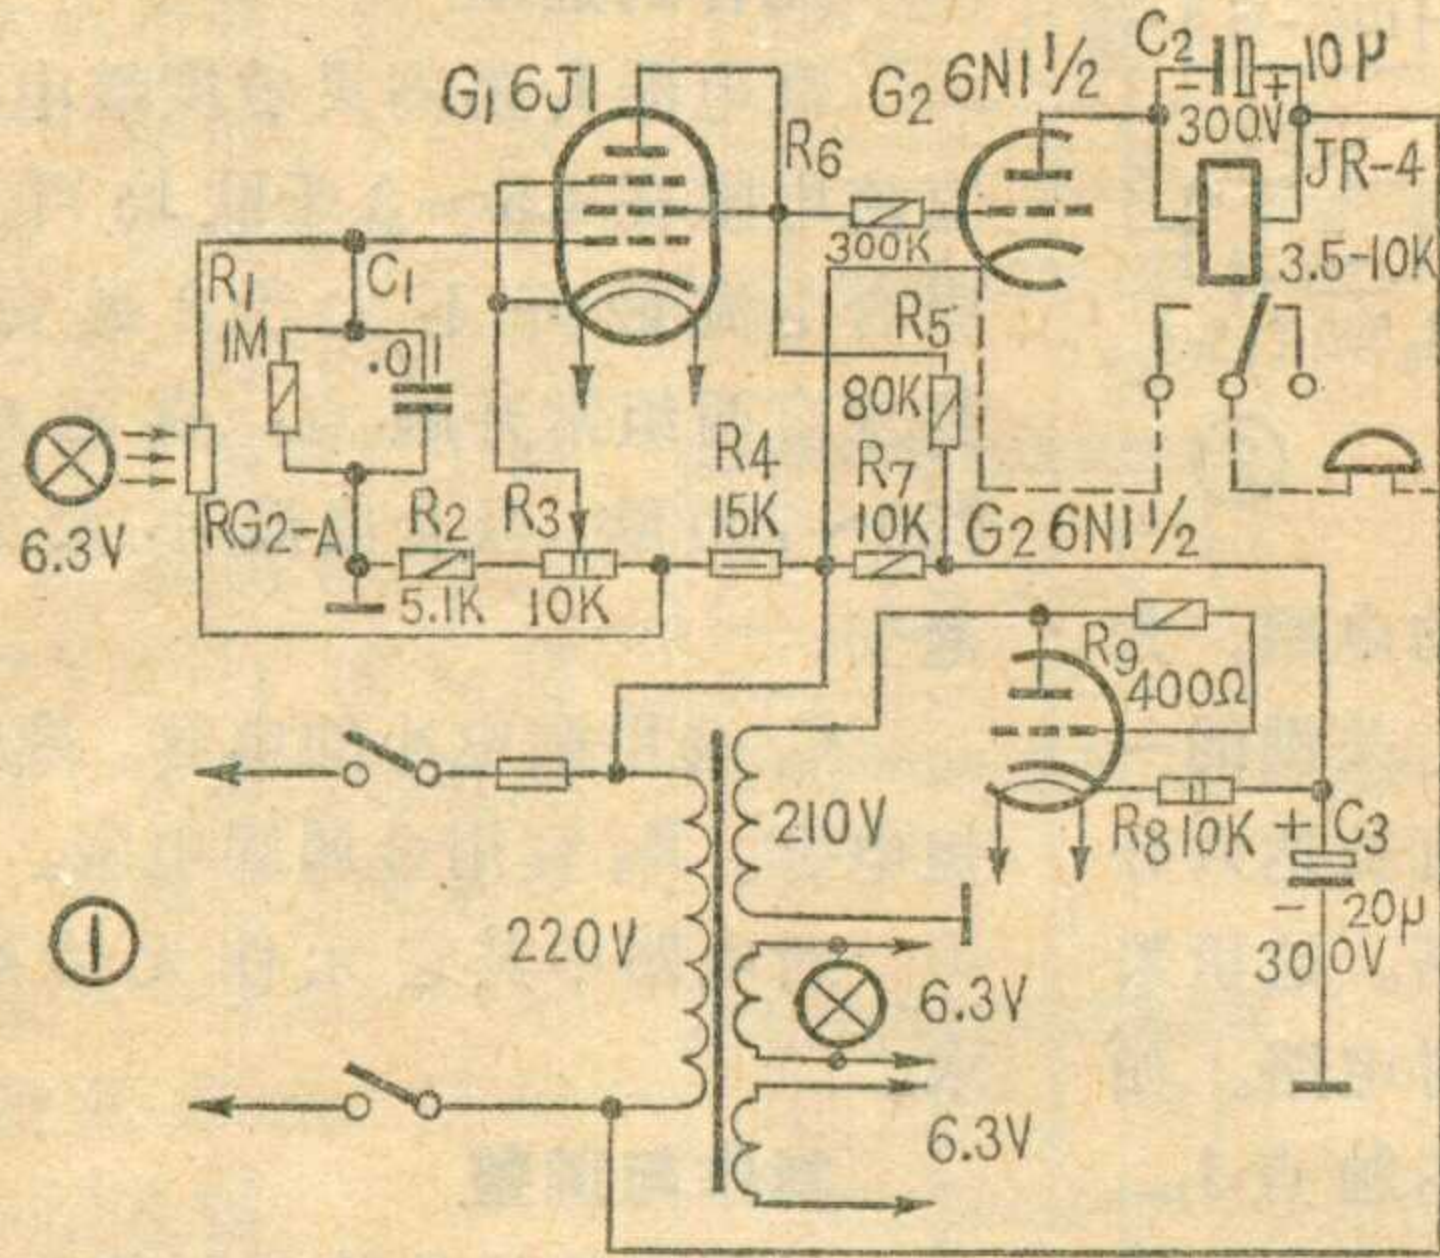 C2 10μ
G1 6J1
G2 6N1 1/2
- +
300V
R6
JR-4
300K
3.5-10K
R1
C1
1M
.01
R5
80K
R4
R7
15K
10K
G2 6N1 1/2
RG2-A
R2
R3
6.3V
5.1K
10K
R9
400Ω
210V
R8 10K
+ C3
- 20μ
300V
220V
①
6.3V
6.3V